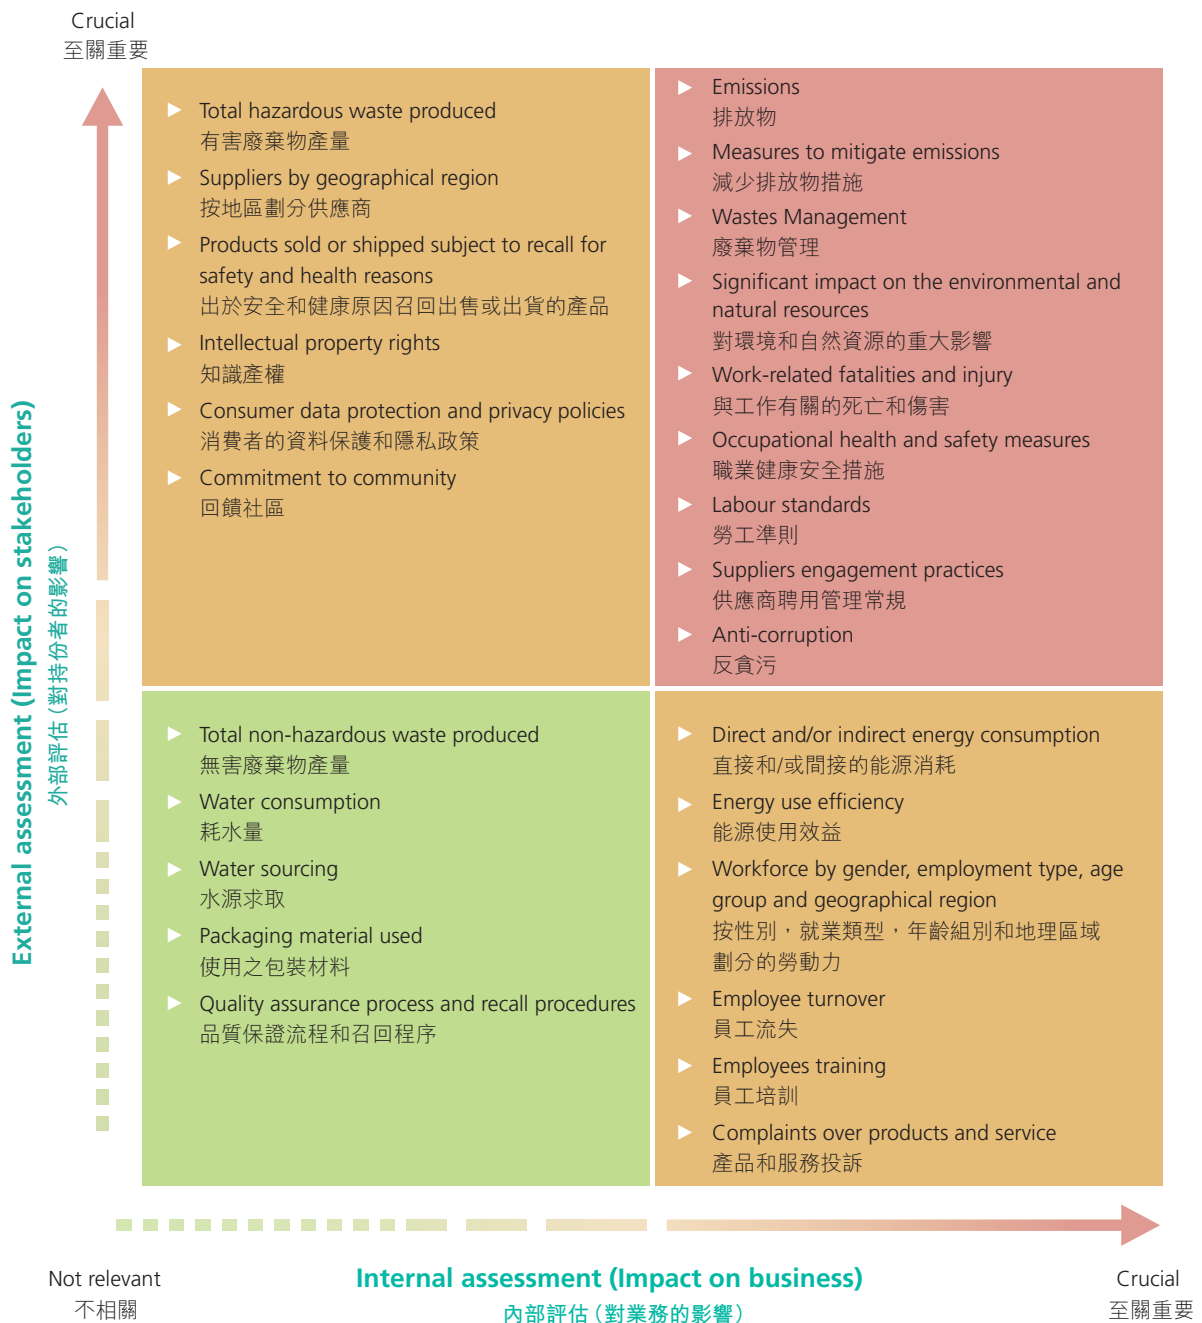 Crucial
至關重要
Total hazardous waste produced
有害廢棄物產量
Suppliers by geographical region
按地區劃分供應商
Products sold or shipped subject to recall for
safety and health reasons
出於安全和健康原因召回出售或出貨的產品
Intellectual property rights
知識產權
Consumer data protection and privacy policies
消費者的資料保護和隱私政策
Commitment to community
回饋社區
Emissions
排放物
Measures to mitigate emissions
減少排放物措施
Wastes Management
廢棄物管理
Significant impact on the environmental and
natural resources
對環境和自然資源的重大影響
Work-related fatalities and injury
與工作有關的死亡和傷害
Occupational health and safety measures
職業健康安全措施
Labour standards
勞工準則
Suppliers engagement practices
供應商聘用管理常規
Anti-corruption
反貪污
External assessment (Impact on stakeholders)
外部評估（對持份者的影響）
Total non-hazardous waste produced
無害廢棄物產量
Water consumption
耗水量
Water sourcing
水源求取
Packaging material used
使用之包裝材料
Quality assurance process and recall procedures
品質保證流程和召回程序
Direct and/or indirect energy consumption
直接和/或間接的能源消耗
Energy use efficiency
能源使用效益
Workforce by gender, employment type, age
group and geographical region
按性別，就業類型，年齡組別和地理區域
劃分的勞動力
Employee turnover
員工流失
Employees training
員工培訓
Complaints over products and service
產品和服務投訴
Not relevant
不相關
Internal assessment (Impact on business)
內部評估（對業務的影響）
Crucial
至關重要